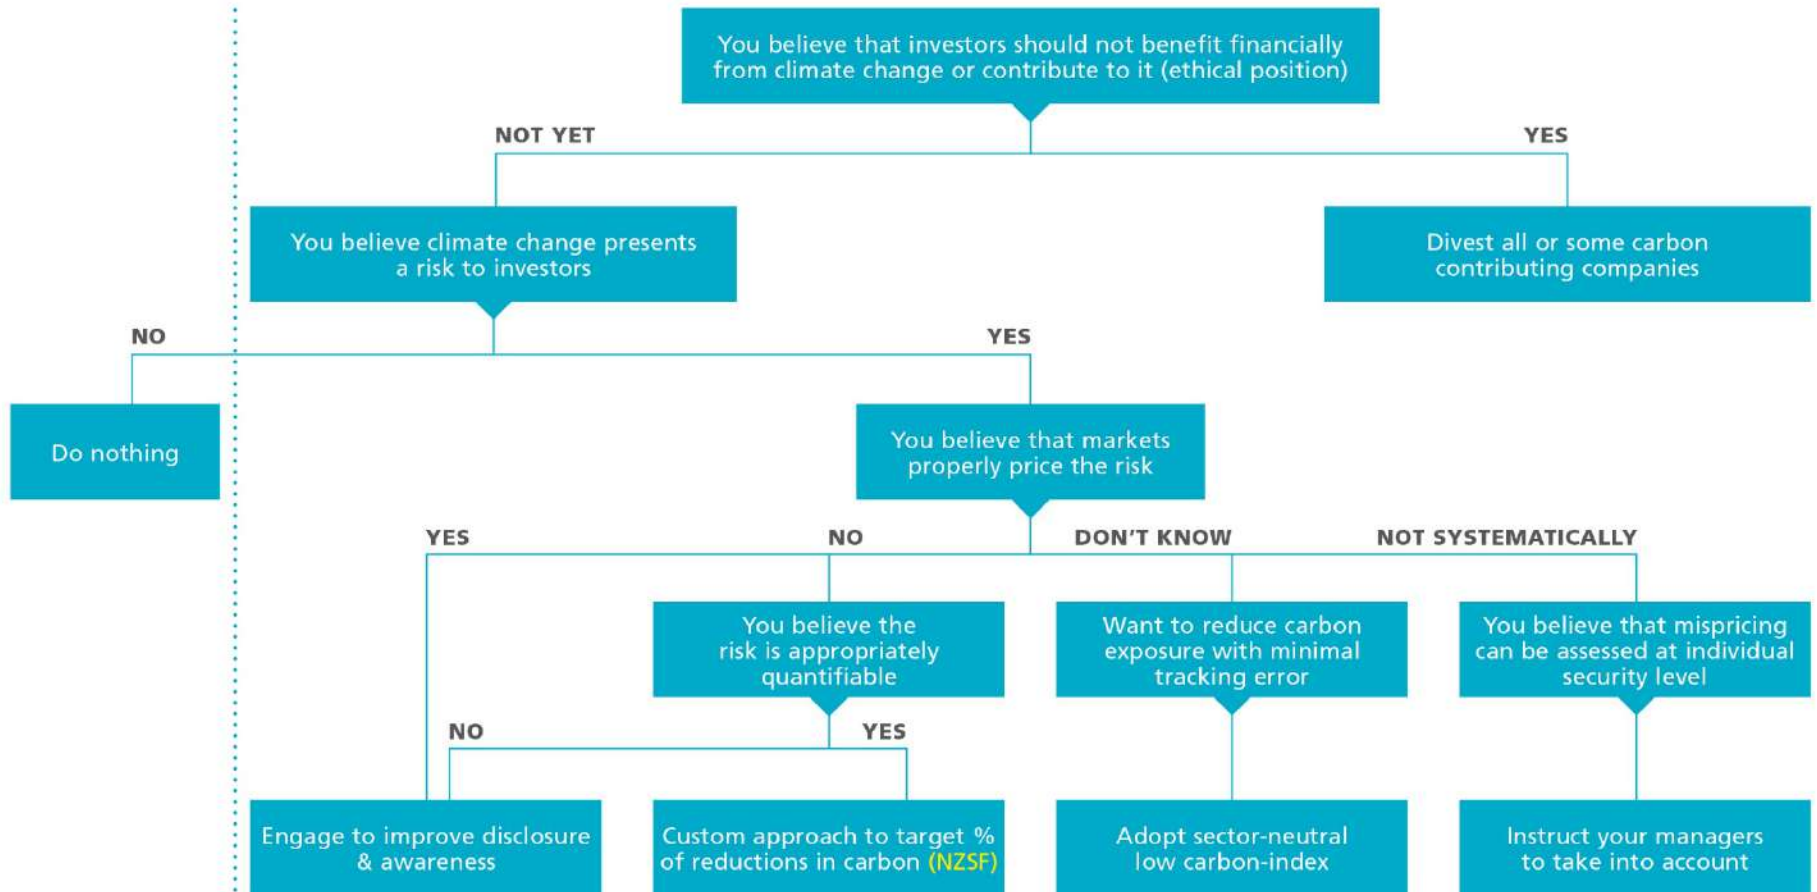 You believe that investors should not benefit financially
from climate change or contribute to it (ethical position)
NOT YET
YES
You believe climate change presents
a risk to investors
Divest all or some carbon
contributing companies
NO
YES
Do nothing
You believe that markets
properly price the risk
YES
NO
DON'T KNOW
NOT SYSTEMATICALLY
You believe the
risk is appropriately
quantifiable
Want to reduce carbon
exposure with minimal
tracking error
You believe that mispricing
can be assessed at individual
security level
NO
YES
Engage to improve disclosure
& awareness
Custom approach to target %
of reductions in carbon (NZSF)
Adopt sector-neutral
low carbon-index
Instruct your managers
to take into account